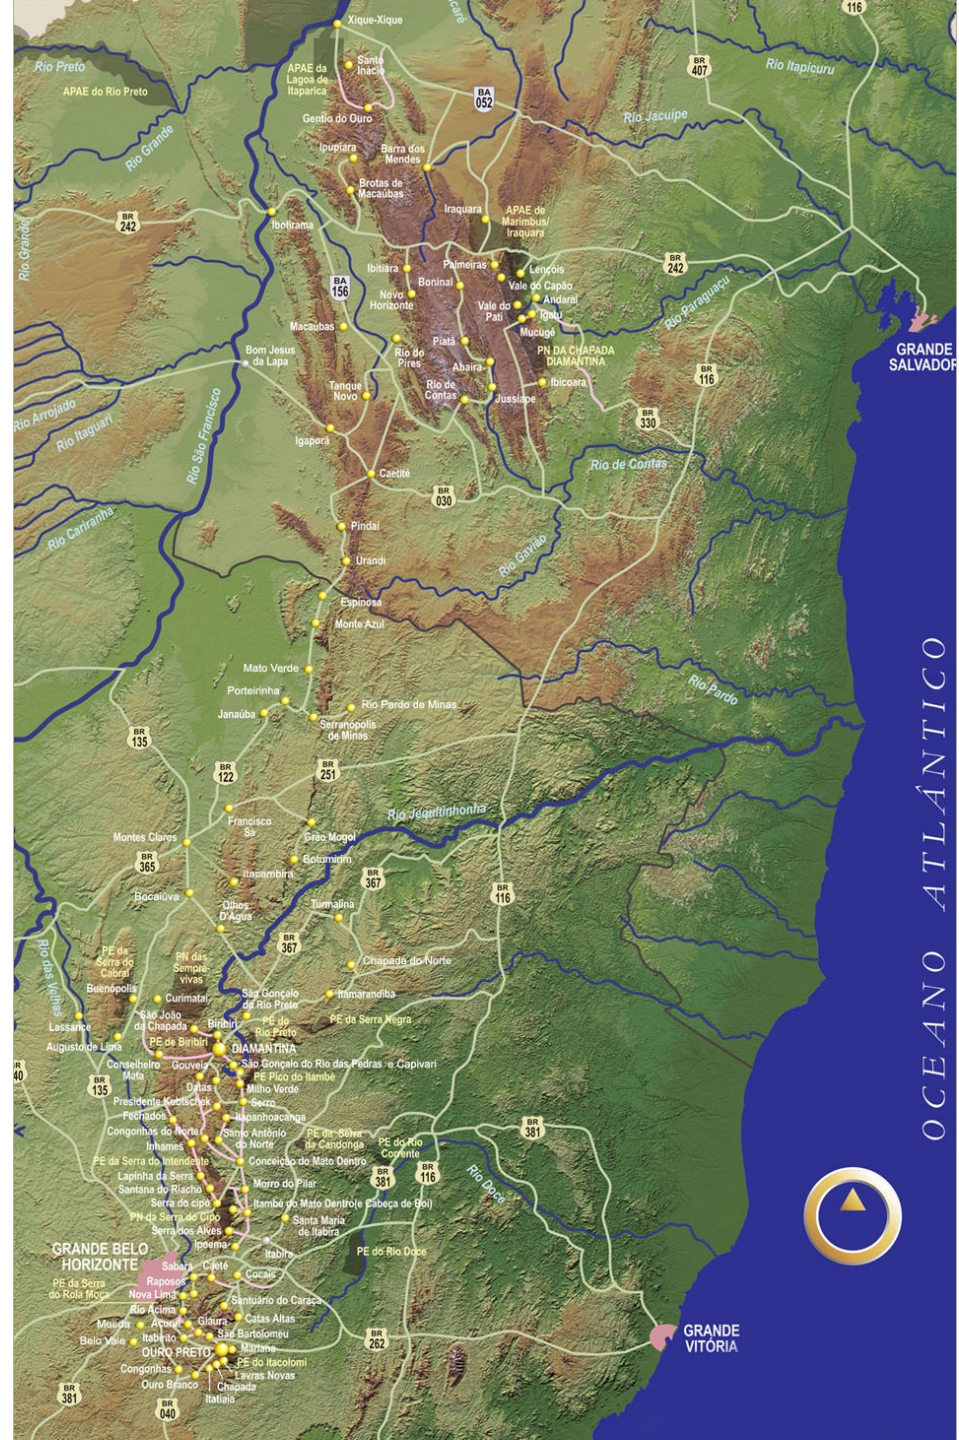 Xique-Xique
116
Rio Preto
APAE do Rio Preto
APAE da
Lagoa de
Itaparica
Santo
Inácio
BR
407
Rio Itapicuru
BA
052
Gentio do Ouro
Rio Jacuípe
Rio Grande
Ipupiara
Barra dos
Mendes
Brotas de
Macaúbas
Iraquara
APAE de
Marimbus/
Iraquara
BR
242
Ibotirama
Rio Grande
Ibitiara
Palmeiras
Lençóis
BR
242
Boninal
Vale do Capão
BA
156
Novo
Horizonte
Andaraí
Vale do
Pati
Igatu
Rio Paraguaçu
Macaúbas
Mucugê
Piatã
Rio do
Pires
PN DA CHAPADA
DIAMANTINA
GRANDE
SALVADOR
Bom Jesus
da Lapa
Abaíra
BR
116
Tanque
Novo
Rio de
Contas
Ibicoara
Jussiape
Rio Arrojado
Rio Itaguari
BR
330
Rio São Francisco
Igaporã
Caetité
Rio de Contas
BR
030
Rio Cariranha
Pindaí
Rio Gavião
Urandi
Espinosa
Monte Azul
Mato Verde
Porteirinha
Janaúba
Rio Pardo de Minas
Rio Pardo
Serranópolis
de Minas
BR
135
BR
122
BR
251
OCEANO ATLÂNTICO
Francisco
Sá
Rio Jequitinhonha
Montes Claros
Grão Mogol
BR
365
Botumirim
Itacambira
BR
367
BR
116
Bocaiúva
Olhos
D'Água
Turmalina
BR
367
PE da
Serra do
Cabral
PN das
Sempre-
vivas
Chapada do Norte
Rio das Velhas
Buenópolis
Curimataí
São Gonçalo
do Rio Preto
Itamarandiba
São João
da Chapada
Biribiri
PE do
Rio Preto
PE da Serra Negra
Lassance
Augusto de Lima
PE de Biribiri
DIAMANTINA
Conselheiro
Mata
Gouveia
São Gonçalo do Rio das Pedras e Capivari
PE Pico do Itambé
40
BR
135
Datas
Milho Verde
Presidente Kubtschek
Serro
Fechados
Itapanhoacanga
Congonhas do Norte
Santo Antônio
do Norte
PE da Serra
da Candonga
PE do Rio
Corrente
BR
381
Inhames
PE da Serra do Intendente
Conceição do Mato Dentro
Lapinha da Serra
BR
381
BR
116
Rio Doce
Santana do Riacho
Morro do Pilar
Serra do cipó
Itambé do Mato Dentro(e Cabeça de Boi)
PN da Serra do Cipó
Santa Maria
de Itabira
Serra dos Alves
Ipoema
Itabira
PE do Rio Doce
GRANDE BELO
HORIZONTE
Sabará
Caeté
Cocais
PE da Serra
do Rola Moça
Raposos
Nova Lima
Santuário do Caraça
Rio Acima
Catas Altas
Moeda
Acuruí
Glaura
Belo Vale
Itabirito
São Bartolomeu
BR
262
GRANDE
VITÓRIA
OURO PRETO
Mariana
PE do Itacolomi
Congonhas
Lavras Novas
Ouro Branco
Chapada
Itatiaia
BR
381
BR
040